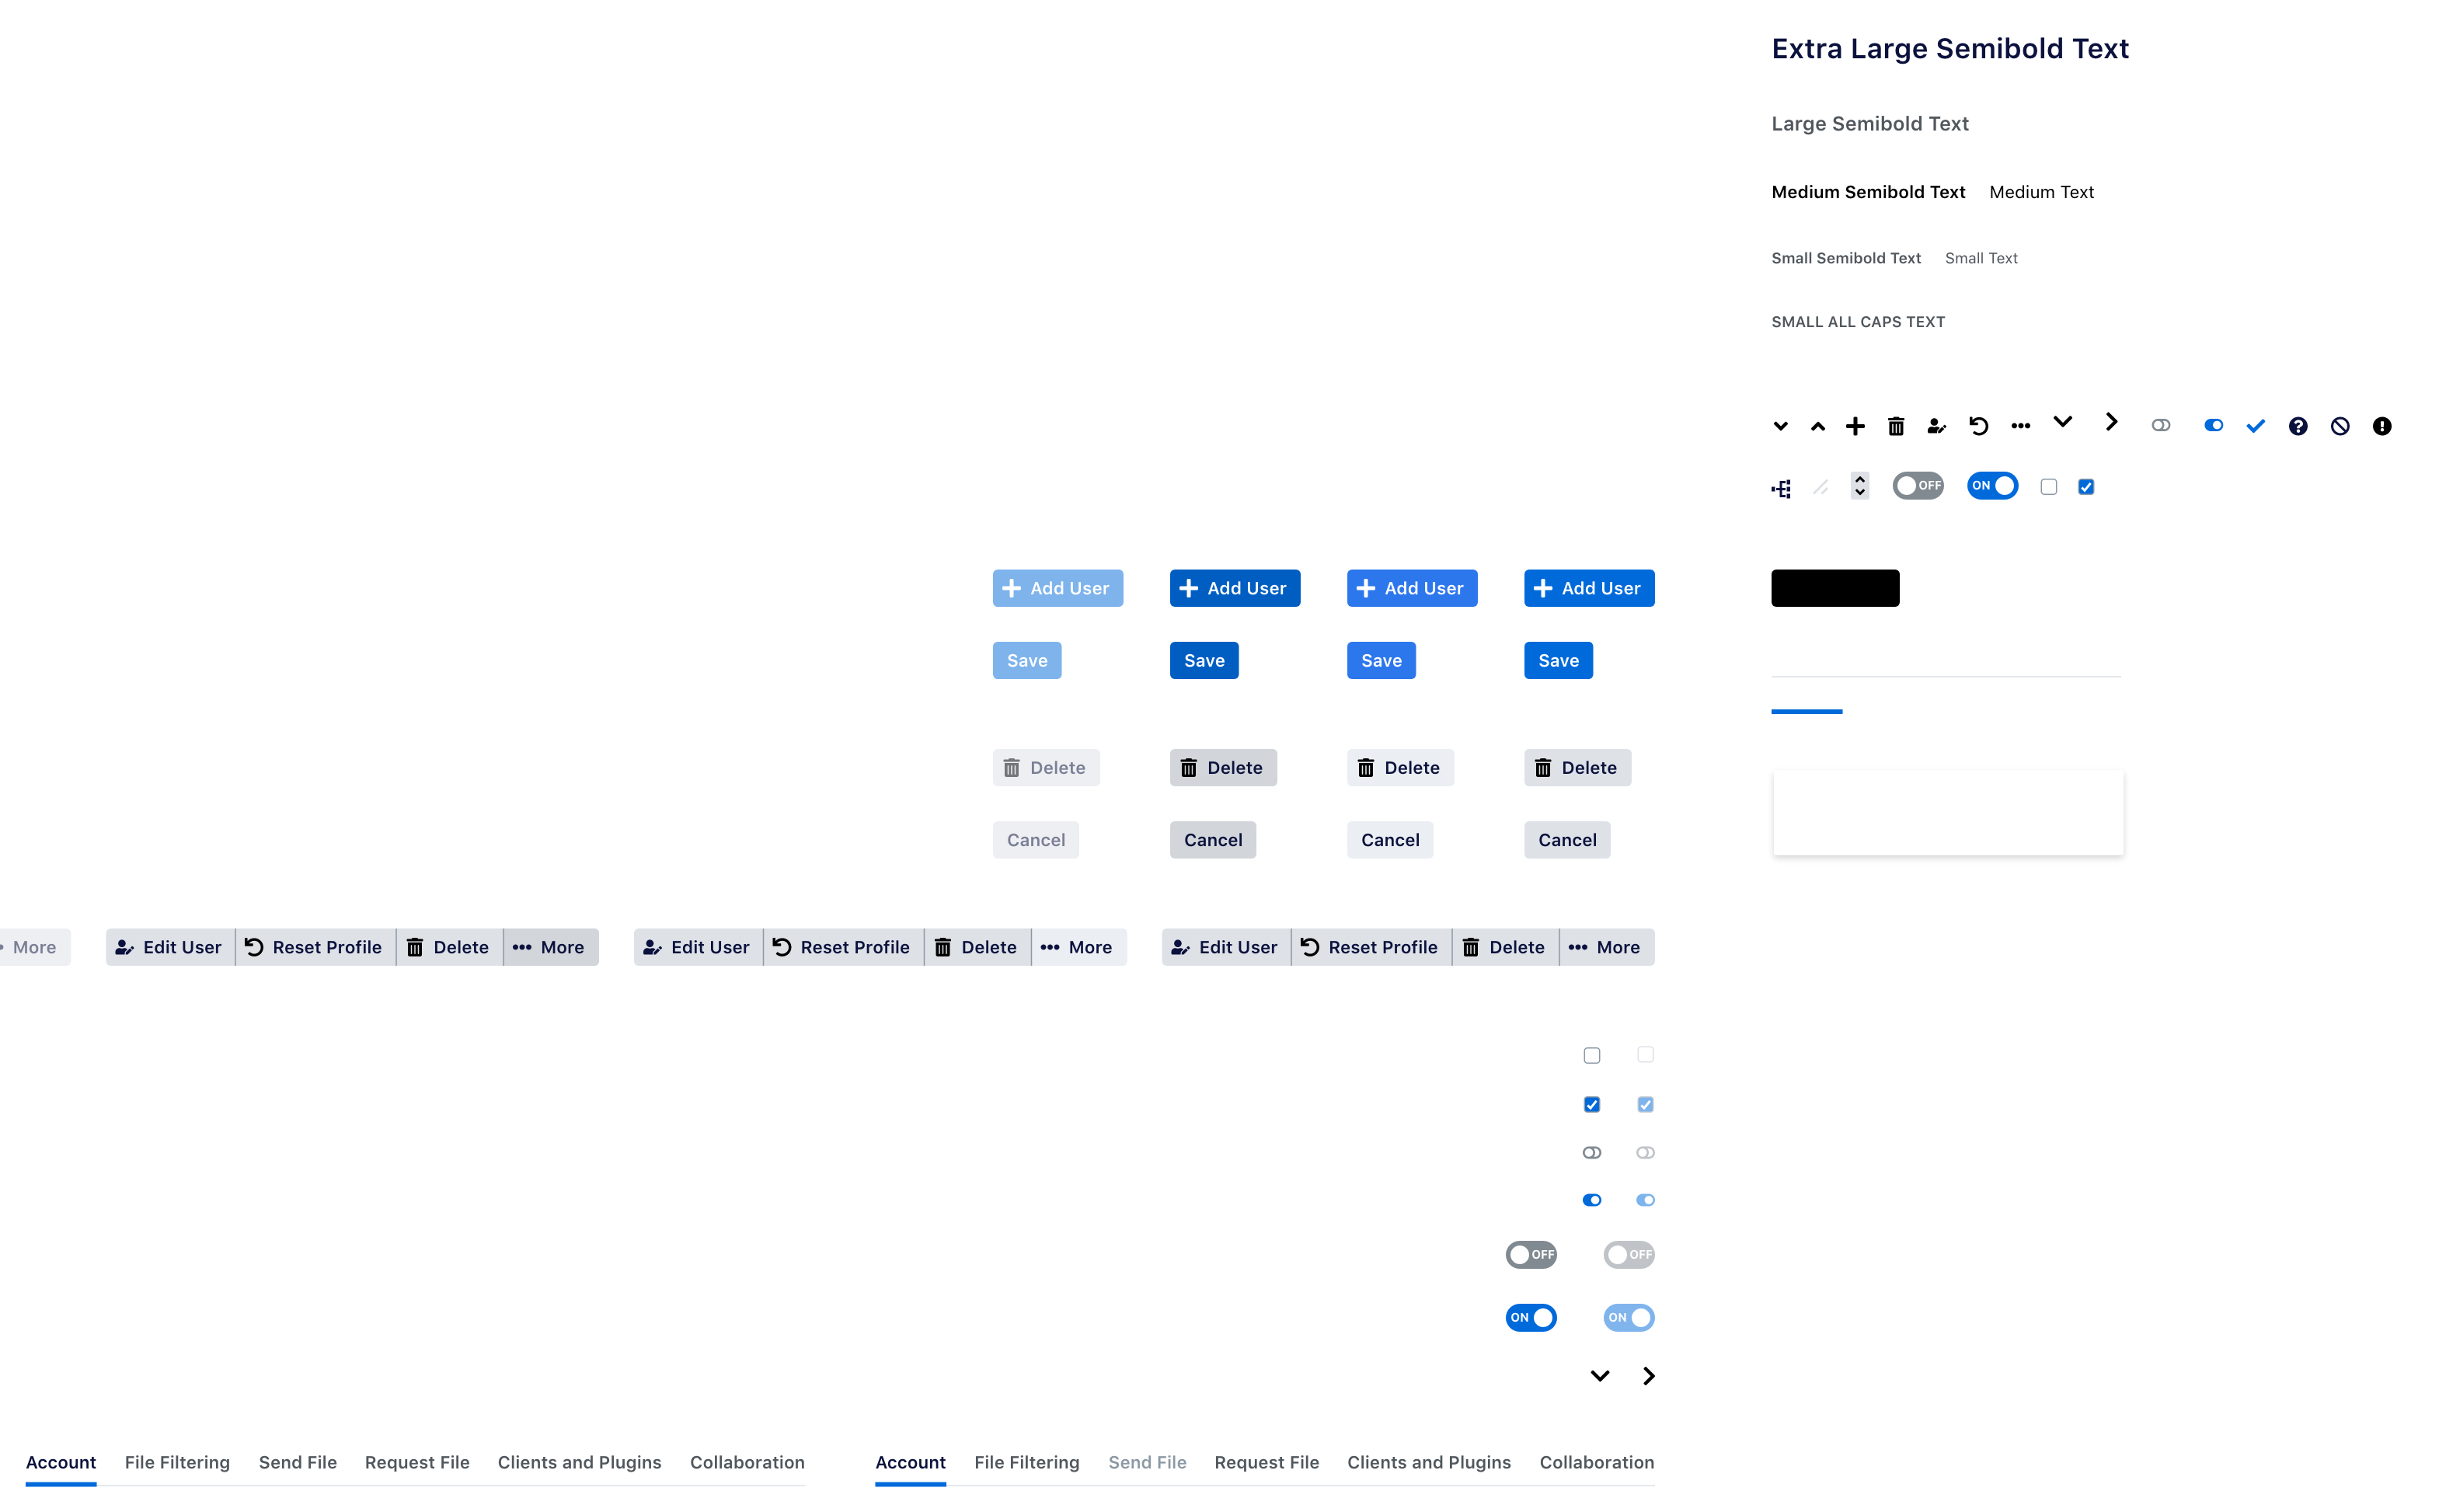 Extra Large Semibold Text
Large Semibold Text
Medium Semibold Text Medium Text
Small Semibold Text Small Text
SMALL ALL CAPS TEXT
OFF ON
Add User Add User Add User Add User
Save Save Save Save
Delete Delete Delete Delete
Cancel Cancel Cancel Cancel
More Edit User Reset Profile Delete More Edit User Reset Profile Delete More Edit User Reset Profile Delete More
OFF OFF
ON ON
Account File Filtering Send File Request File Clients and Plugins Collaboration Account File Filtering Send File Request File Clients and Plugins Collaboration